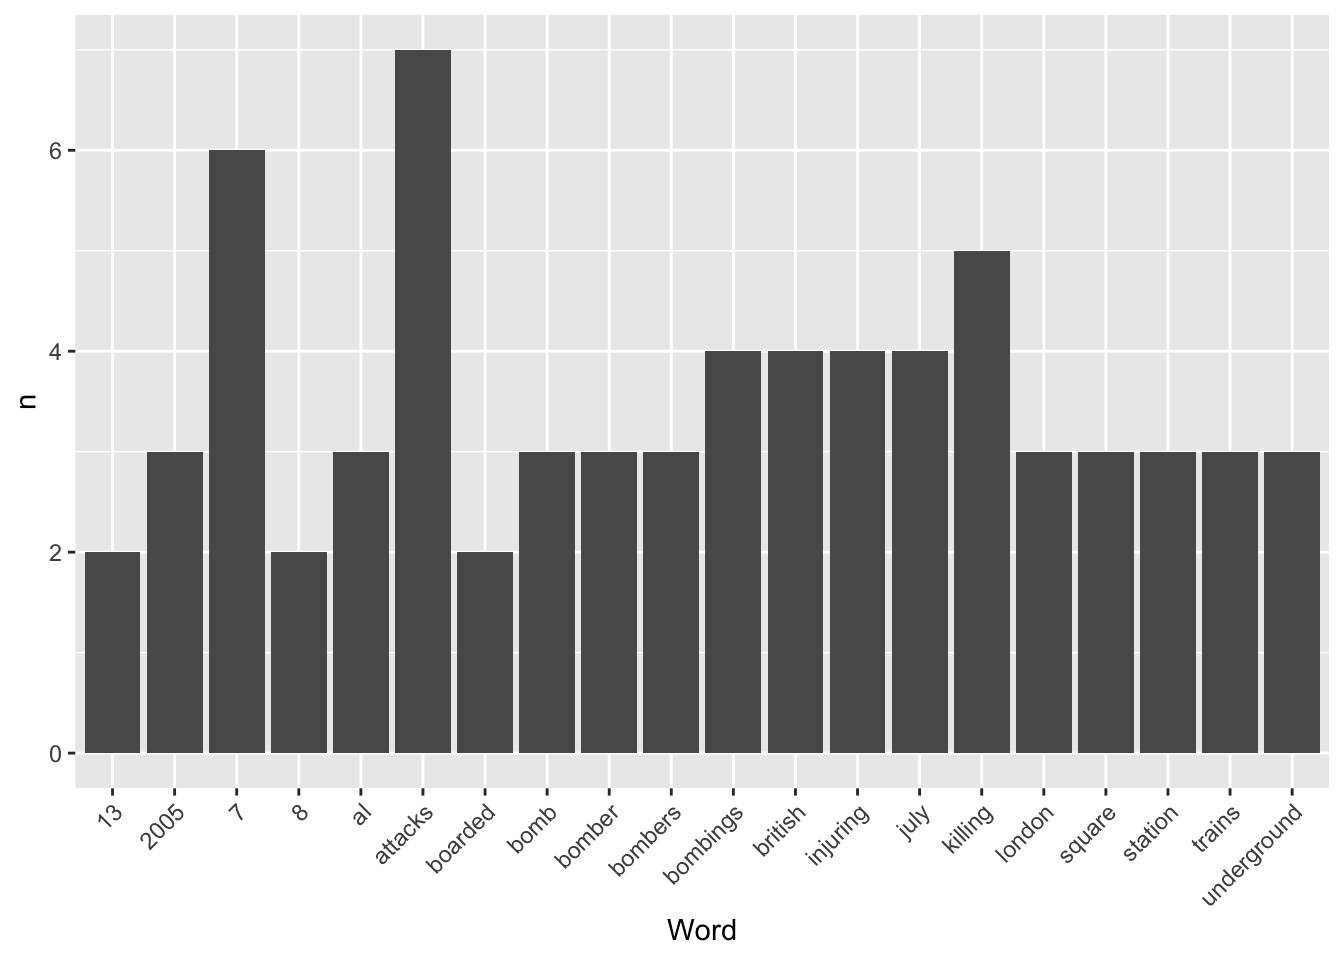 6
4
2
0
n
13
2005
7
8
al
attacks
boarded
bomb
bomber
bombers
bombings
british
injuring
july
killing
london
square
station
trains
underground
Word